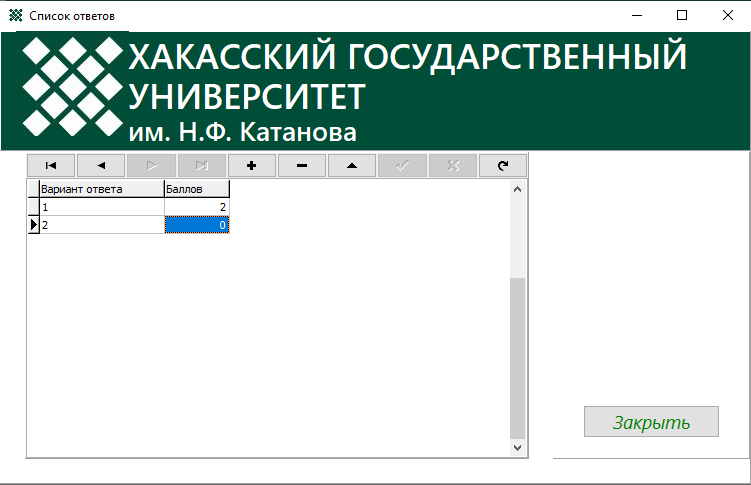 Список ответов
ХАКАССКИЙ ГОСУДАРСТВЕННЫЙ
УНИВЕРСИТЕТ
им. Н.Ф. Катанова
Вариант ответа Баллов
1 2
2 0
Закрыть